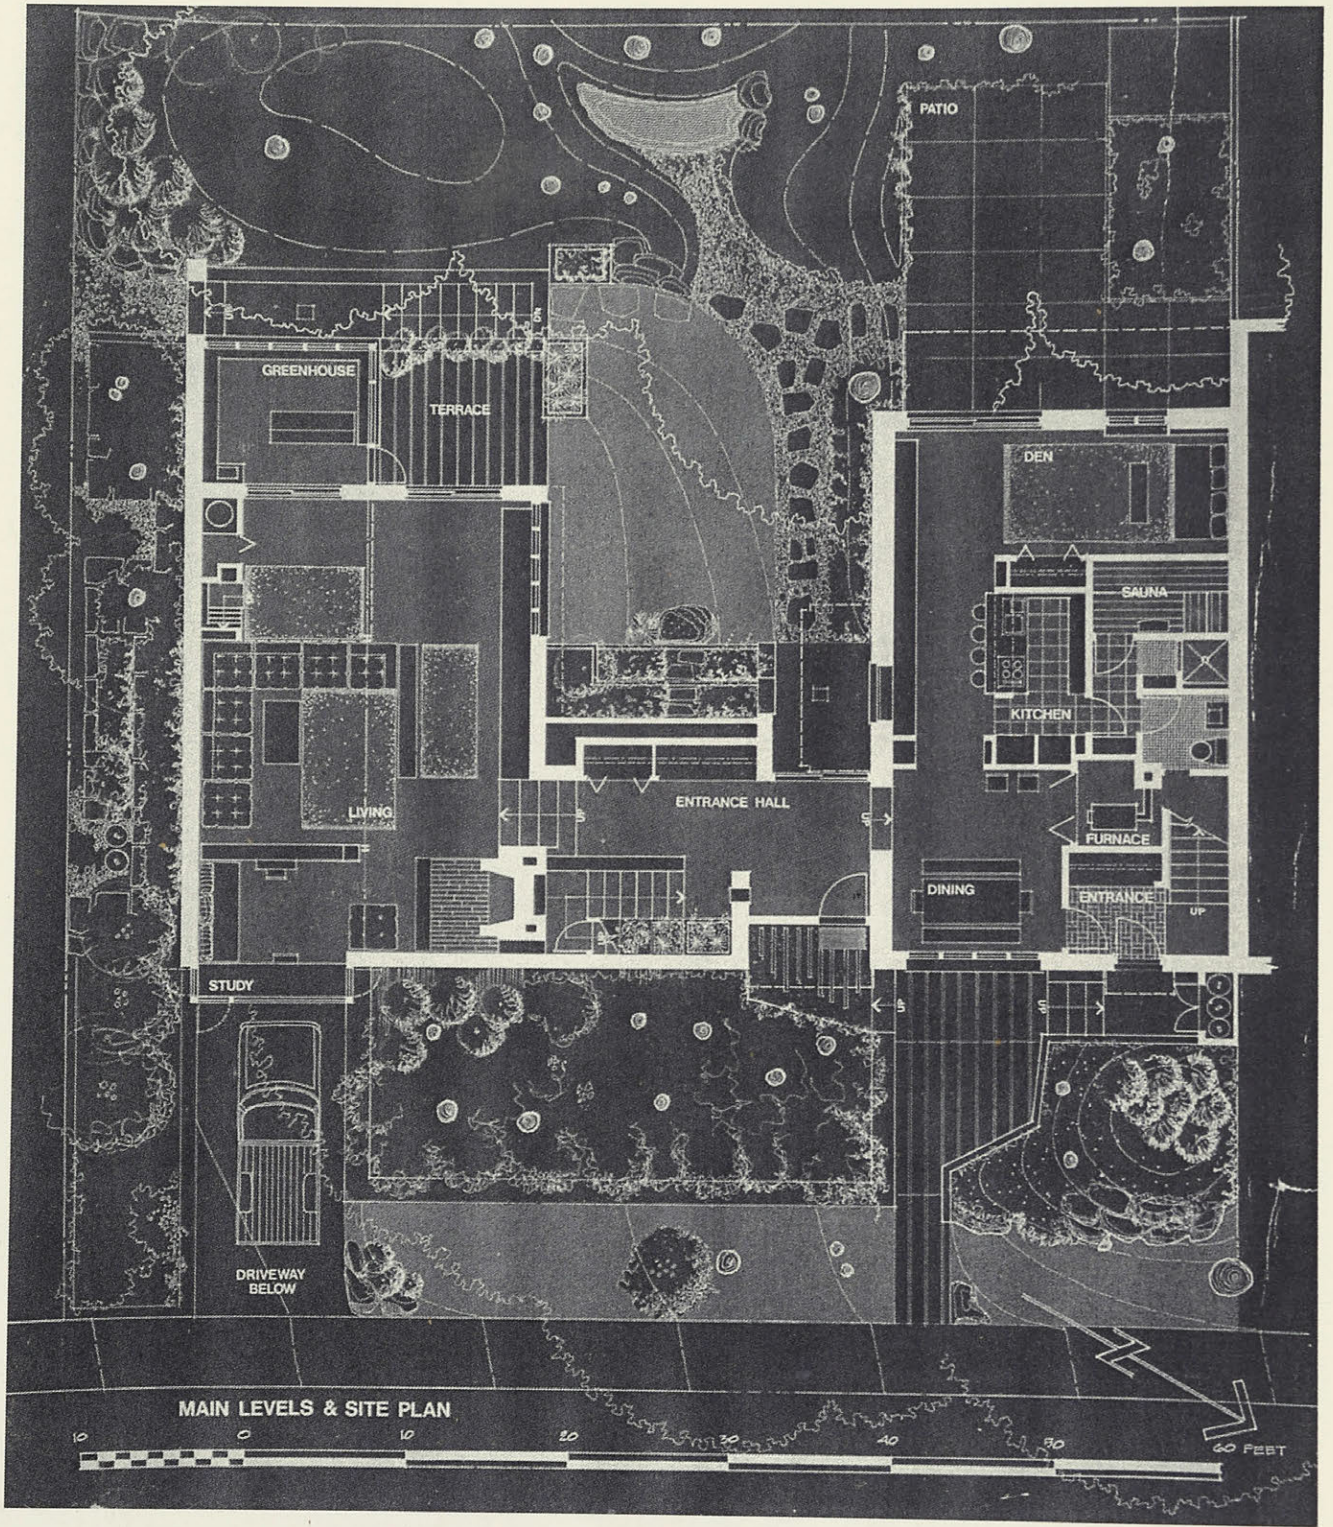 PATIO
GREENHOUSE
TERRACE
DN
DEN
SAUNA
KITCHEN
LIVING
ENTRANCE HALL
FURNACE
DINING
ENTRANCE
UP
STUDY
DRIVEWAY
BELOW
MAIN LEVELS & SITE PLAN
10 0 10 20 30 40 50 60 FEET